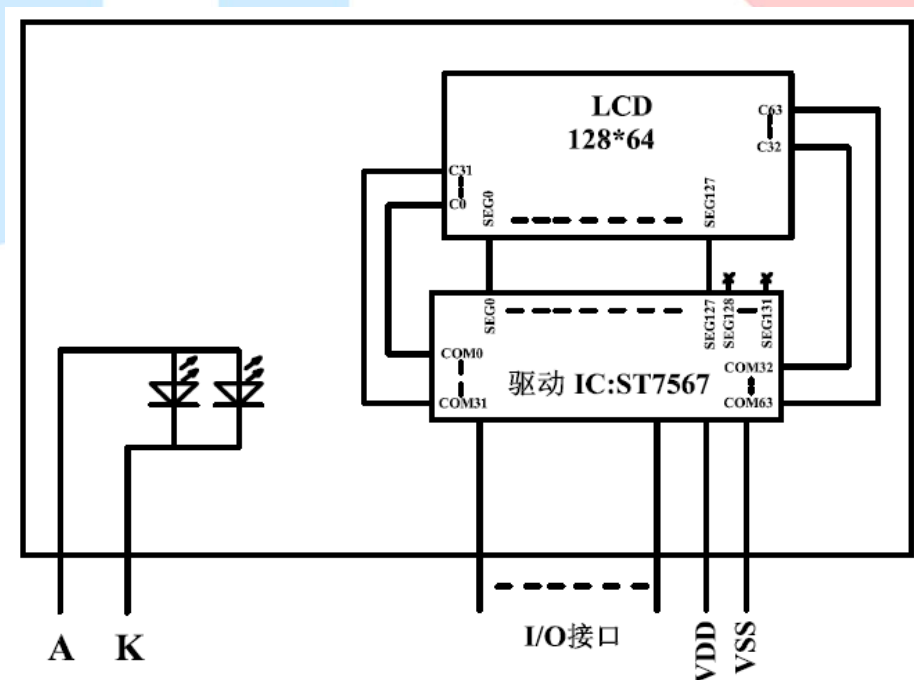 LCD
128*64
C63
C32
C31
C0
SEG0
SEG127
SEG0
SEG127
SEG128
SEG131
COM0
COM31
驱动 IC:ST7567
COM32
COM63
A
K
I/O接口
VDD
VSS